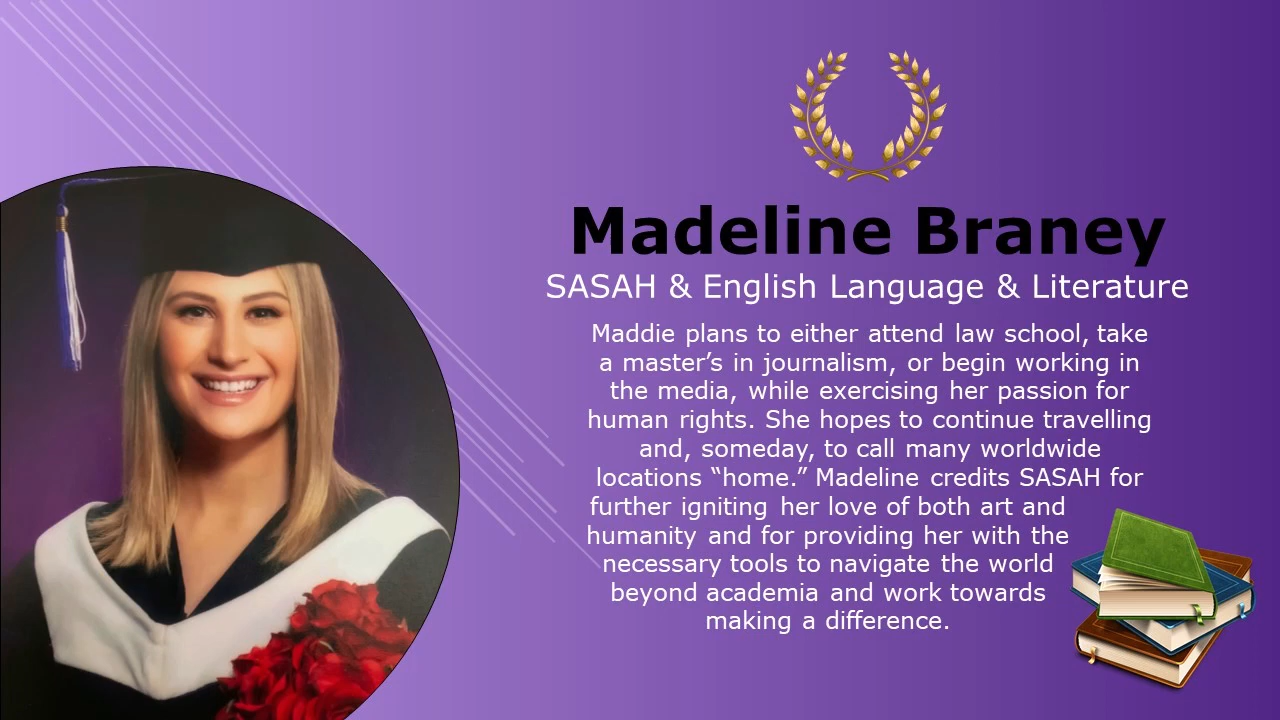 Madeline Braney
SASAH & English Language & Literature
Maddie plans to either attend law school, take
a master’s in journalism, or begin working in
the media, while exercising her passion for
human rights. She hopes to continue travelling
and, someday, to call many worldwide
locations “home.” Madeline credits SASAH for
further igniting her love of both art and
humanity and for providing her with the
necessary tools to navigate the world
beyond academia and work towards
making a difference.